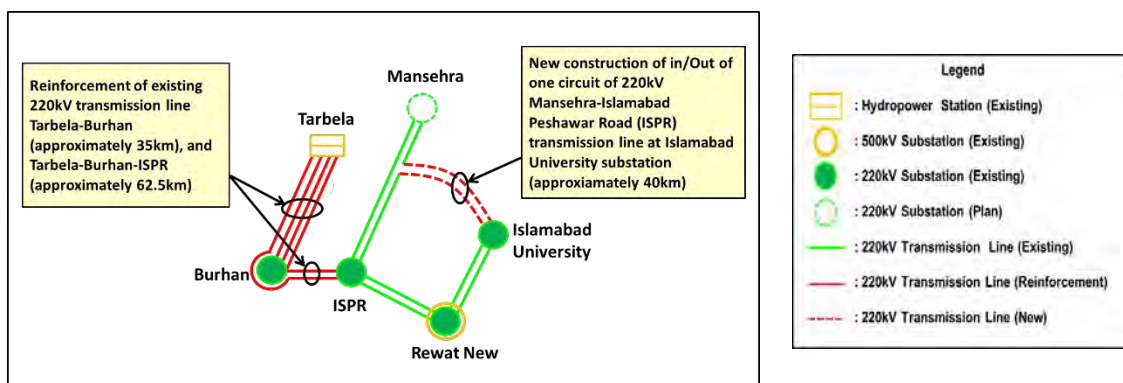 Reinforcement of existing
220kV transmission line
Tarbela-Burhan
(approximately 35km), and
Tarbela-Burhan-ISPR
(approximately 62.5km)
Tarbela
Mansehra
New construction of in/Out of
one circuit of 220kV
Mansehra-Islamabad
Peshawar Road (ISPR)
transmission line at Islamabad
University substation
(approxiamately 40km)
Islamabad
University
Burhan
ISPR
Rewat New
Legend
: Hydropower Station (Existing)
: 500kV Substation (Existing)
: 220kV Substation (Existing)
: 220kV Substation (Plan)
: 220kV Transmission Line (Existing)
: 220kV Transmission Line (Reinforcement)
: 220kV Transmission Line (New)